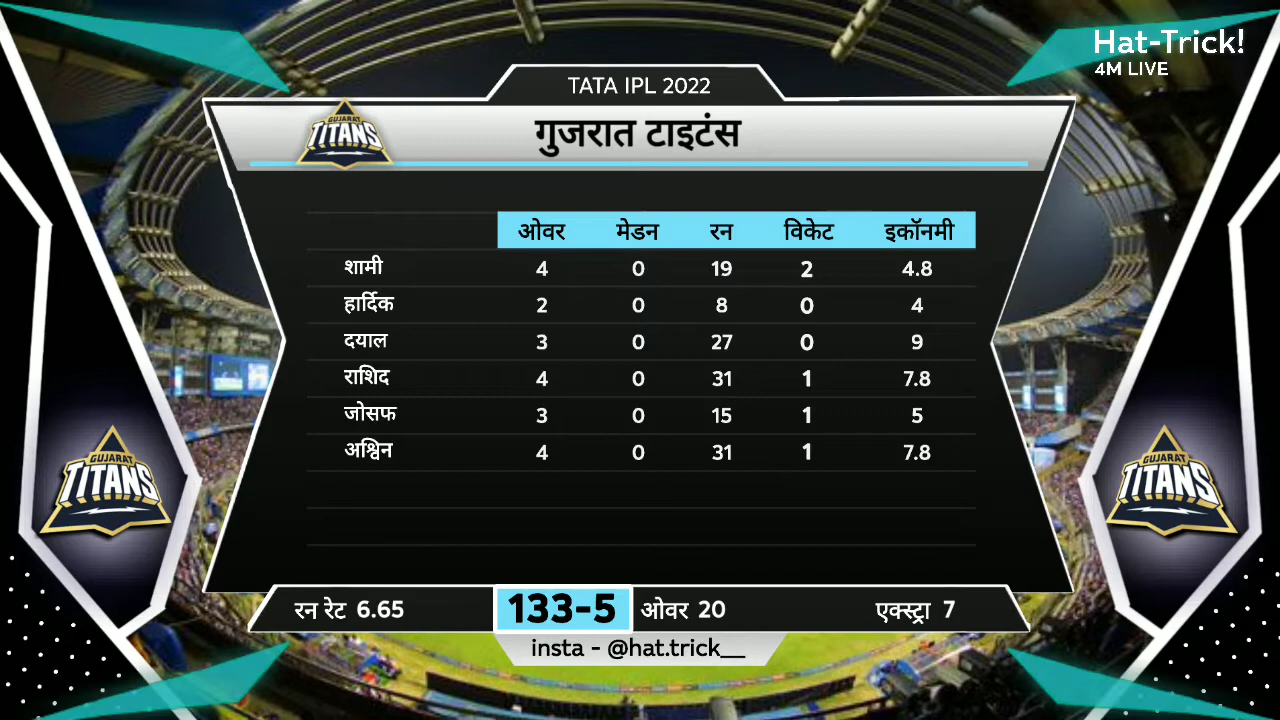 Hat-Trick!
4M LIVE
TATA IPL 2022
GUJARAT
TITANS
गुजरात टाइटंस
ओवर मेडन रन विकेट इकॉनमी
शामी 4 0 19 2 4.8
हार्दिक 2 0 8 0 4
दयाल 3 0 27 0 9
राशिद 4 0 31 1 7.8
जोसफ 3 0 15 1 5
अश्विन 4 0 31 1 7.8
GUJARAT
TITANS
GUJARAT
TITANS
रन रेट 6.65 133-5 ओवर 20 एक्स्ट्रा 7
insta - @hat.trick__